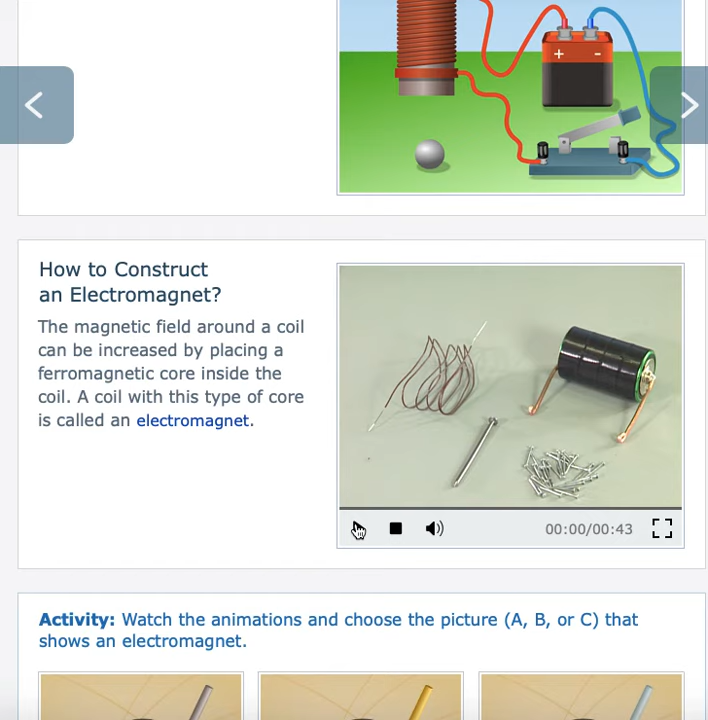 + -
How to Construct
an Electromagnet?
The magnetic field around a coil
can be increased by placing a
ferromagnetic core inside the
coil. A coil with this type of core
is called an electromagnet.
00:00/00:43
Activity: Watch the animations and choose the picture (A, B, or C) that
shows an electromagnet.